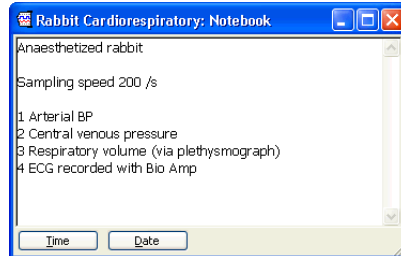 Rabbit Cardiorespiratory: Notebook
Anaesthetized rabbit
Sampling speed 200 /s
1 Arterial BP
2 Central venous pressure
3 Respiratory volume (via plethysmograph)
4 ECG recorded with Bio Amp
Time Date